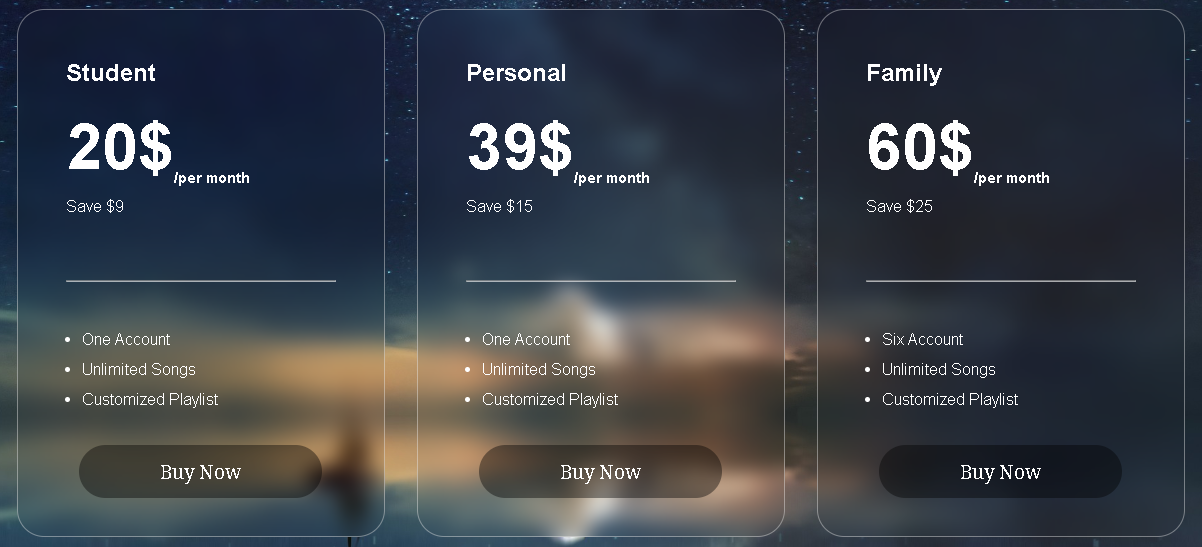 Student
20$ /per month
Save $9
• One Account
• Unlimited Songs
• Customized Playlist
Buy Now
Personal
39$ /per month
Save $15
• One Account
• Unlimited Songs
• Customized Playlist
Buy Now
Family
60$ /per month
Save $25
• Six Account
• Unlimited Songs
• Customized Playlist
Buy Now